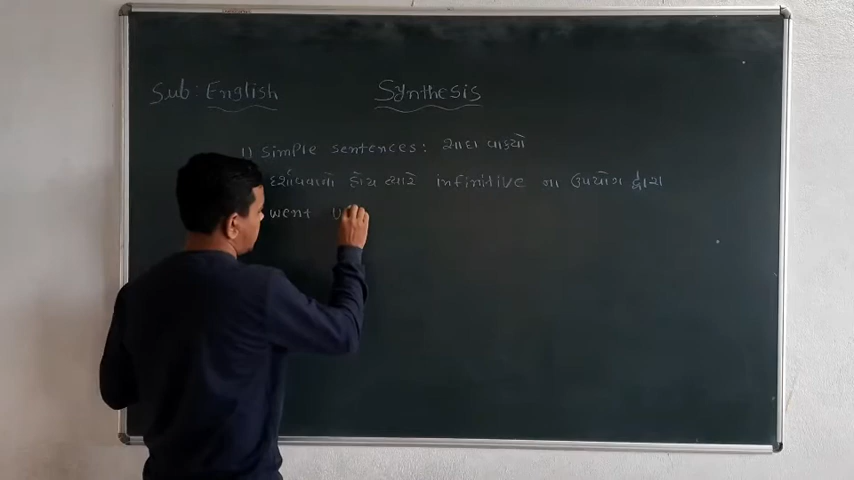 Sub: English Synthesis
1) Simple sentences: સાદા વાક્યો
દર્શાવવાનો હોય ત્યારે infinitive ના ઉપયોગ દ્વારા
went